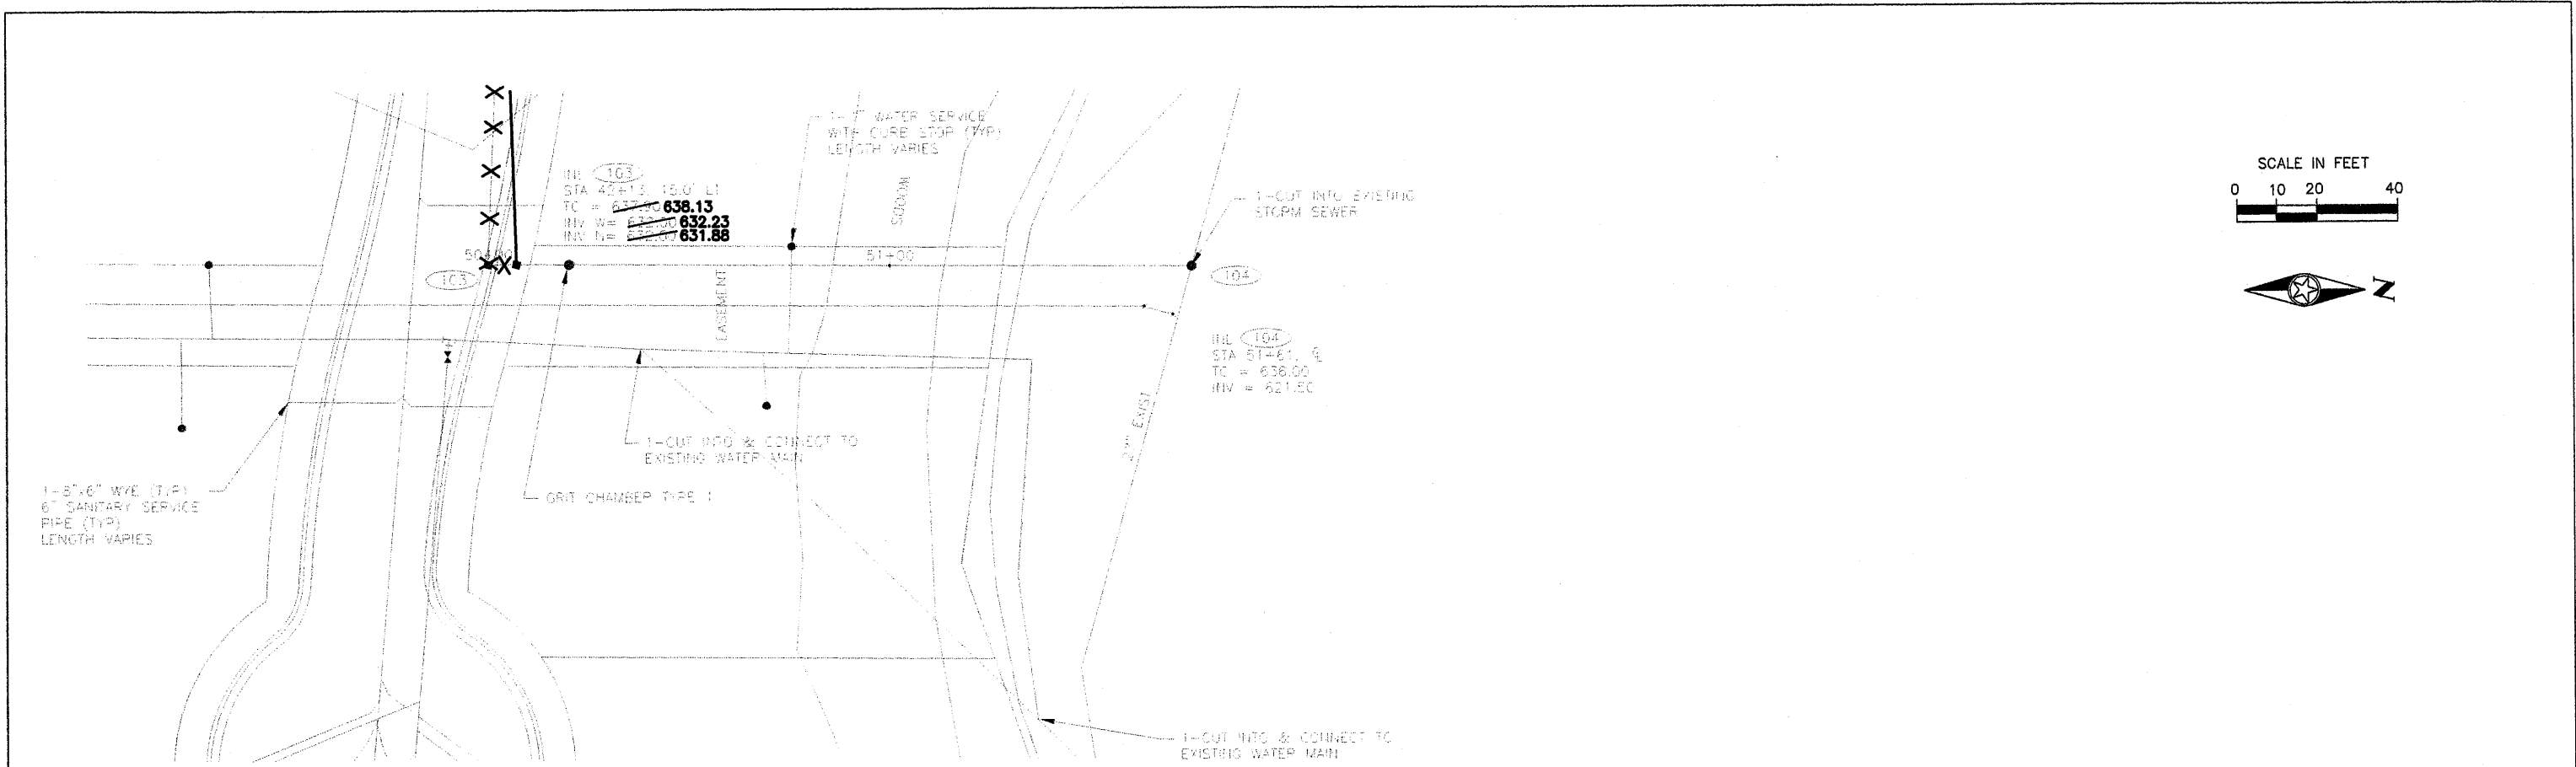 1-1" WATER SERVICE
WITH CURB STOP (TYP)
LENGTH VARIES
INL 103
STA 49+13, 15.0' LT
TC = 638.13
INV W= 632.23
INV N= 631.88
WOODS
SCALE IN FEET
0 10 20 40
1-CUT INTO EXISTING
STORM SEWER
51+00
103
104
N
EASEMENT
INL 104
STA 51+61, ℄
TC = 636.00
INV = 621.50
EXIST
1-CUT INTO & CONNECT TO
EXISTING WATER MAIN
GRIT CHAMBER TYPE 1
1-8"x6" WYE (TYP)
6" SANITARY SERVICE
PIPE (TYP)
LENGTH VARIES
1-CUT INTO & CONNECT TO
EXISTING WATER MAIN